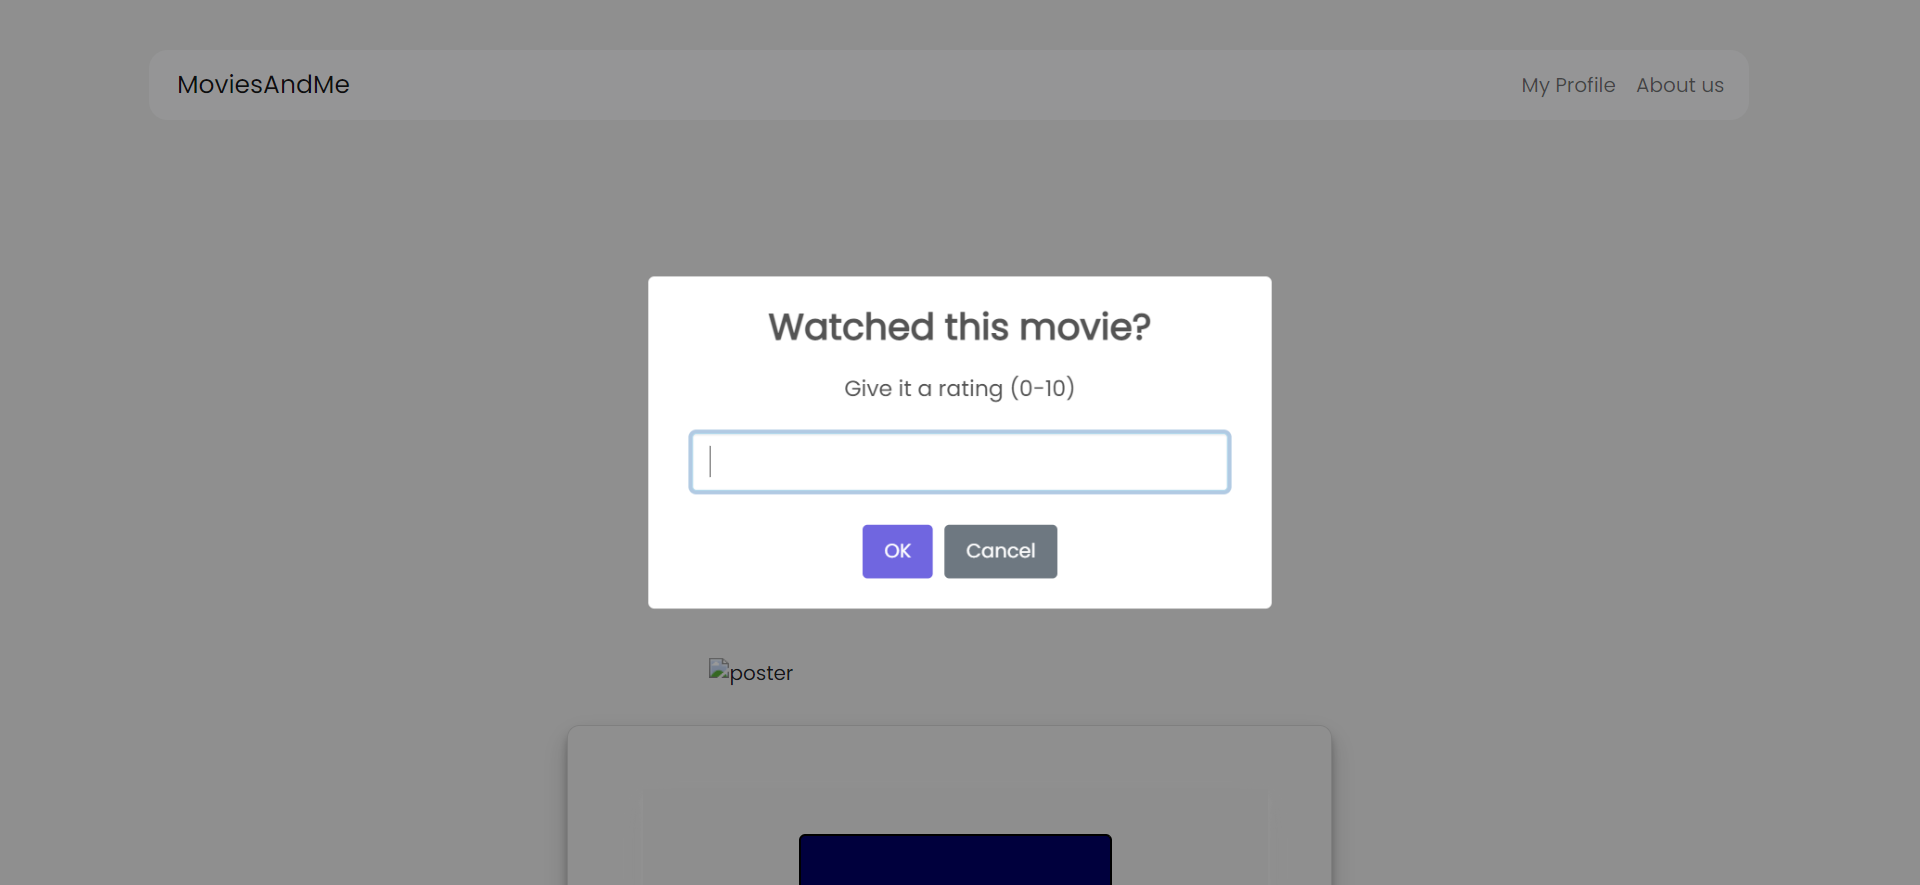 MoviesAndMe
My Profile About us
Watched this movie?
Give it a rating (0-10)
OK Cancel
poster